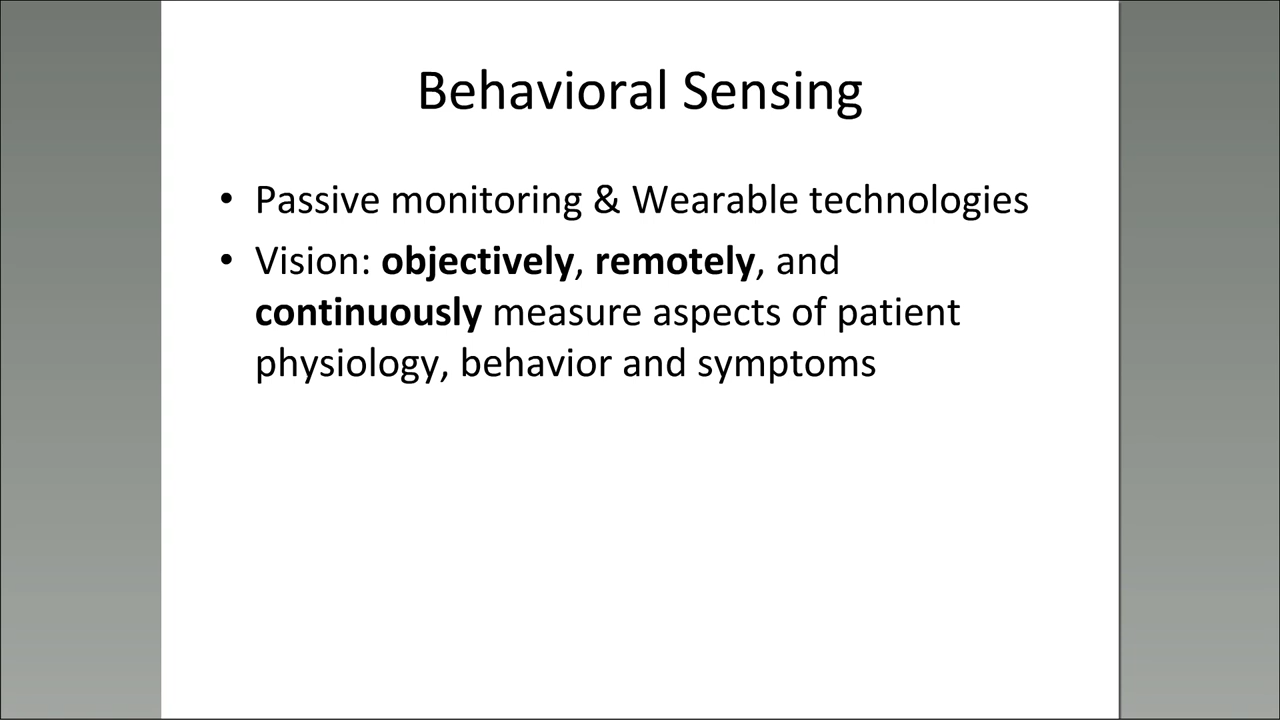 Behavioral Sensing
• Passive monitoring & Wearable technologies
• Vision: objectively, remotely, and
continuously measure aspects of patient
physiology, behavior and symptoms